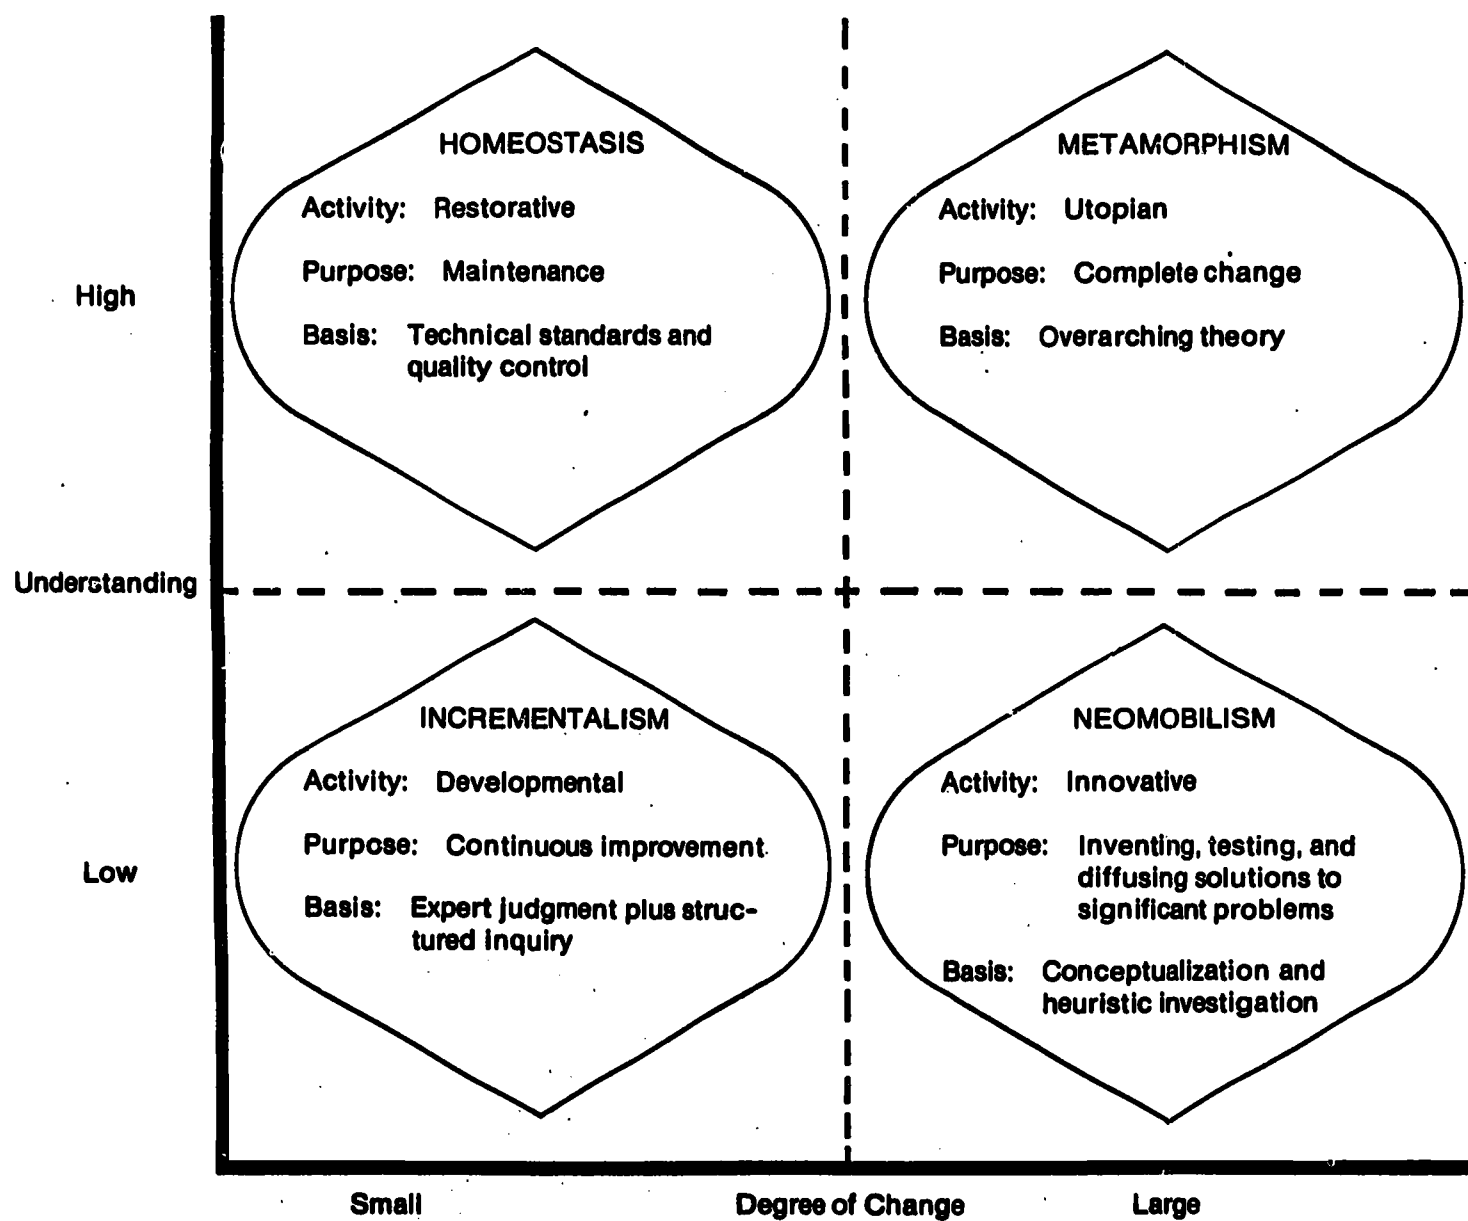 HOMEOSTASIS
Activity: Restorative
Purpose: Maintenance
Basis: Technical standards and
quality control
METAMORPHISM
Activity: Utopian
Purpose: Complete change
Basis: Overarching theory
High
Understanding
INCREMENTALISM
Activity: Developmental
Purpose: Continuous improvement
Basis: Expert judgment plus struc-
tured inquiry
NEOMOBILISM
Activity: Innovative
Purpose: Inventing, testing, and
diffusing solutions to
significant problems
Basis: Conceptualization and
heuristic investigation
Low
Small
Degree of Change
Large